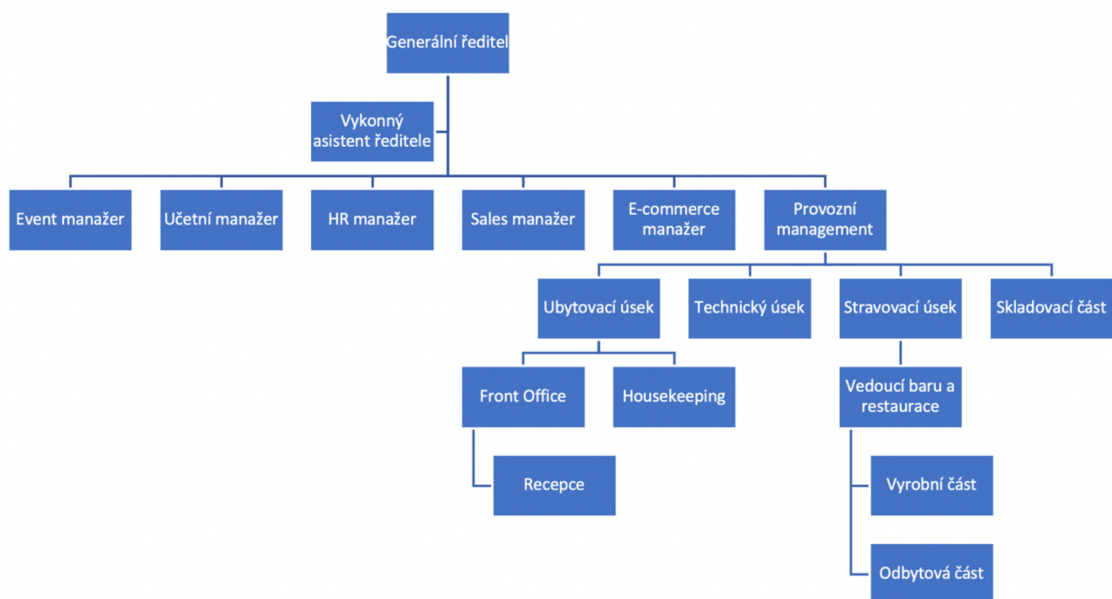 Generální ředitel
Vykonný
asistent ředitele
Event manažer
Učetní manažer
HR manažer
Sales manažer
E-commerce
manažer
Provozní
management
Ubytovací úsek
Technický úsek
Stravovací úsek
Skladovací část
Front Office
Housekeeping
Vedoucí baru a
restaurace
Recepce
Vyrobní část
Odbytová část